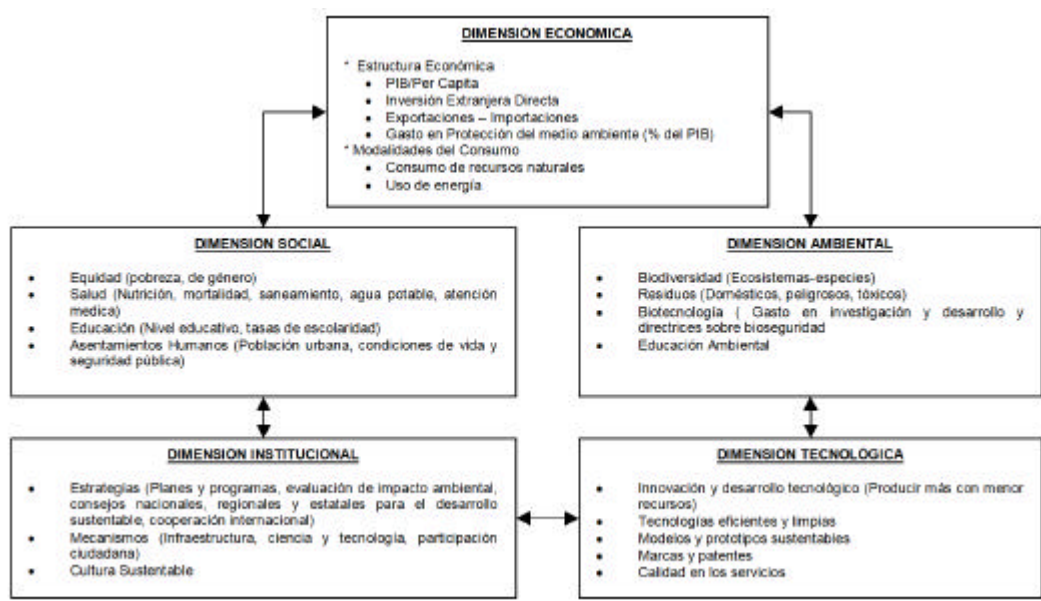 DIMENSION ECONOMICA
* Estructura Económica
• PIB/Per Capita
• Inversión Extranjera Directa
• Exportaciones – Importaciones
• Gasto en Protección del medio ambiente (% del PIB)
* Modalidades del Consumo
• Consumo de recursos naturales
• Uso de energía
DIMENSION SOCIAL
• Equidad (pobreza, de género)
• Salud (Nutrición, mortalidad, saneamiento, agua potable, atención
medica)
• Educación (Nivel educativo, tasas de escolaridad)
• Asentamientos Humanos (Población urbana, condiciones de vida y
seguridad pública)
DIMENSION AMBIENTAL
• Biodiversidad (Ecosistemas-especies)
• Residuos (Domésticos, peligrosos, tóxicos)
• Biotecnología ( Gasto en investigación y desarrollo y
directrices sobre bioseguridad
• Educación Ambiental
DIMENSION INSTITUCIONAL
• Estrategias (Planes y programas, evaluación de impacto ambiental,
consejos nacionales, regionales y estatales para el desarrollo
sustentable, cooperación internacional)
• Mecanismos (Infraestructura, ciencia y tecnología, participación
ciudadana)
• Cultura Sustentable
DIMENSION TECNOLOGICA
• Innovación y desarrollo tecnológico (Producir más con menor
recursos)
• Tecnologías eficientes y limpias
• Modelos y prototipos sustentables
• Marcas y patentes
• Calidad en los servicios